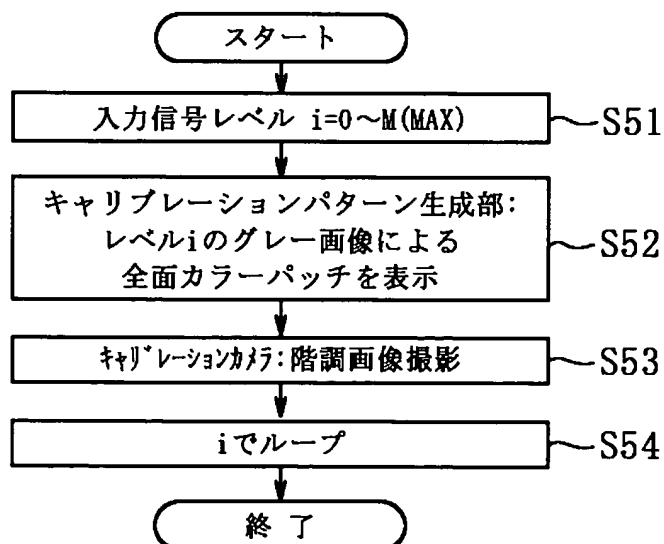 スタート
入力信号レベル i=0~M(MAX)
S51
キャリブレーションパターン生成部:
レベルiのグレー画像による
全面カラーパッチを表示
S52
ｷｬﾘﾞﾚｰｼｮﾝｶﾒﾗ:階調画像撮影
S53
iでループ
S54
終了